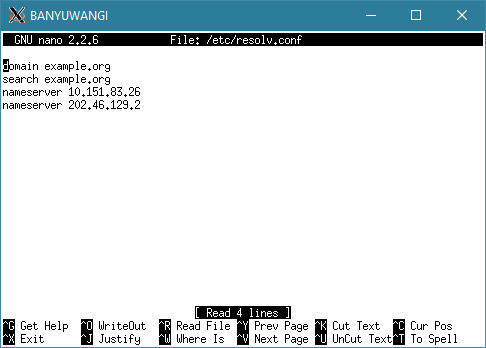 BANYUWANGI
GNU nano 2.2.6 File: /etc/resolv.conf
domain example.org
search example.org
nameserver 10.151.83.26
nameserver 202.46.129.2
[ Read 4 lines ]
^G Get Help ^O WriteOut ^R Read File ^Y Prev Page ^K Cut Text ^C Cur Pos
^X Exit ^J Justify ^W Where Is ^V Next Page ^U UnCut Text ^T To Spell